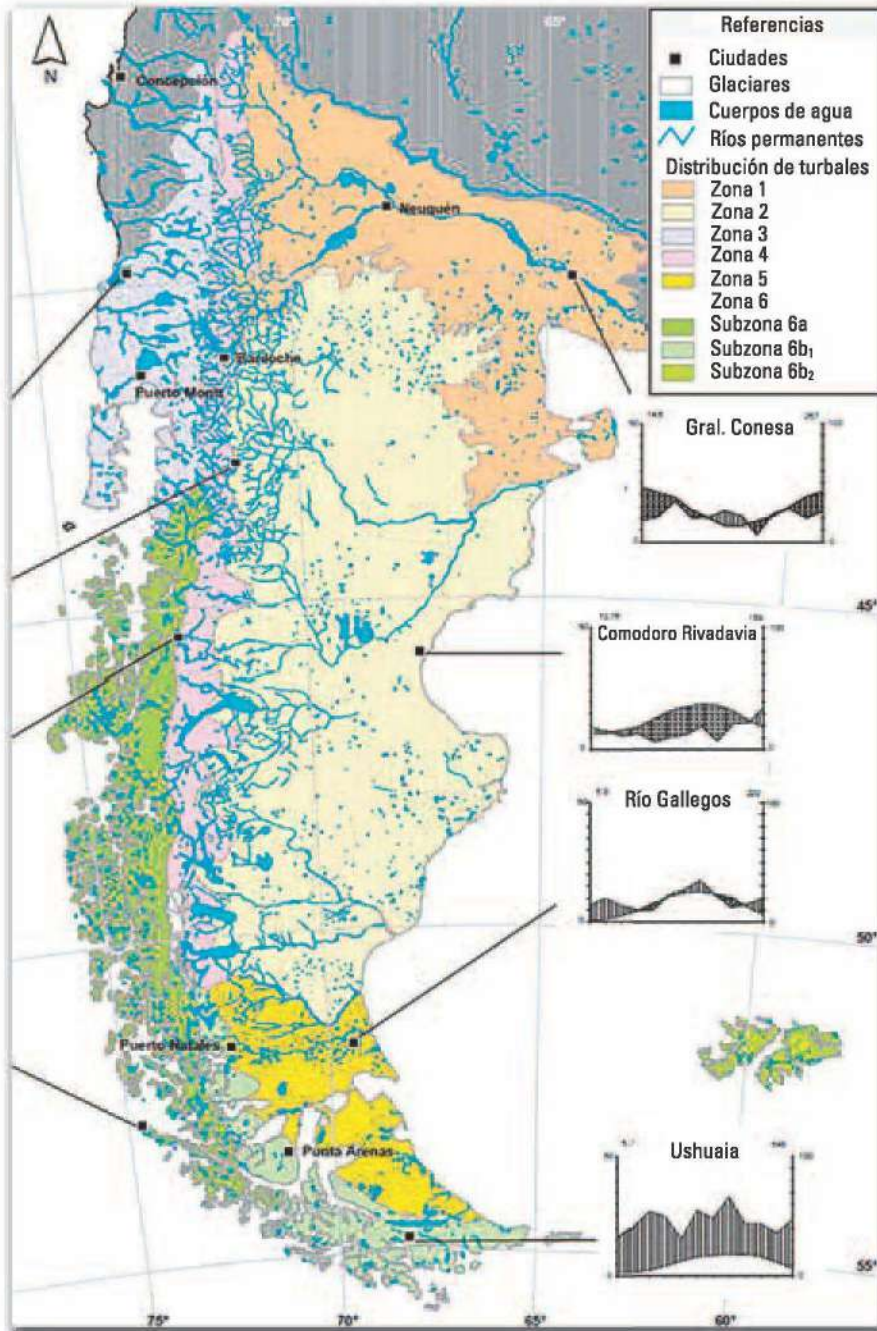 N
70°
65°
Referencias
Ciudades
Glaciares
Cuerpos de agua
Ríos permanentes
Distribución de turbales
Zona 1
Zona 2
Zona 3
Zona 4
Zona 5
Zona 6
Subzona 6a
Subzona 6b₁
Subzona 6b₂
Concepción
Neuquén
Bariloche
Puerto Montt
Gral. Conesa
45°
Comodoro Rivadavia
Río Gallegos
50°
Puerto Natales
Punta Arenas
Ushuaia
55°
75°
70°
65°
60°